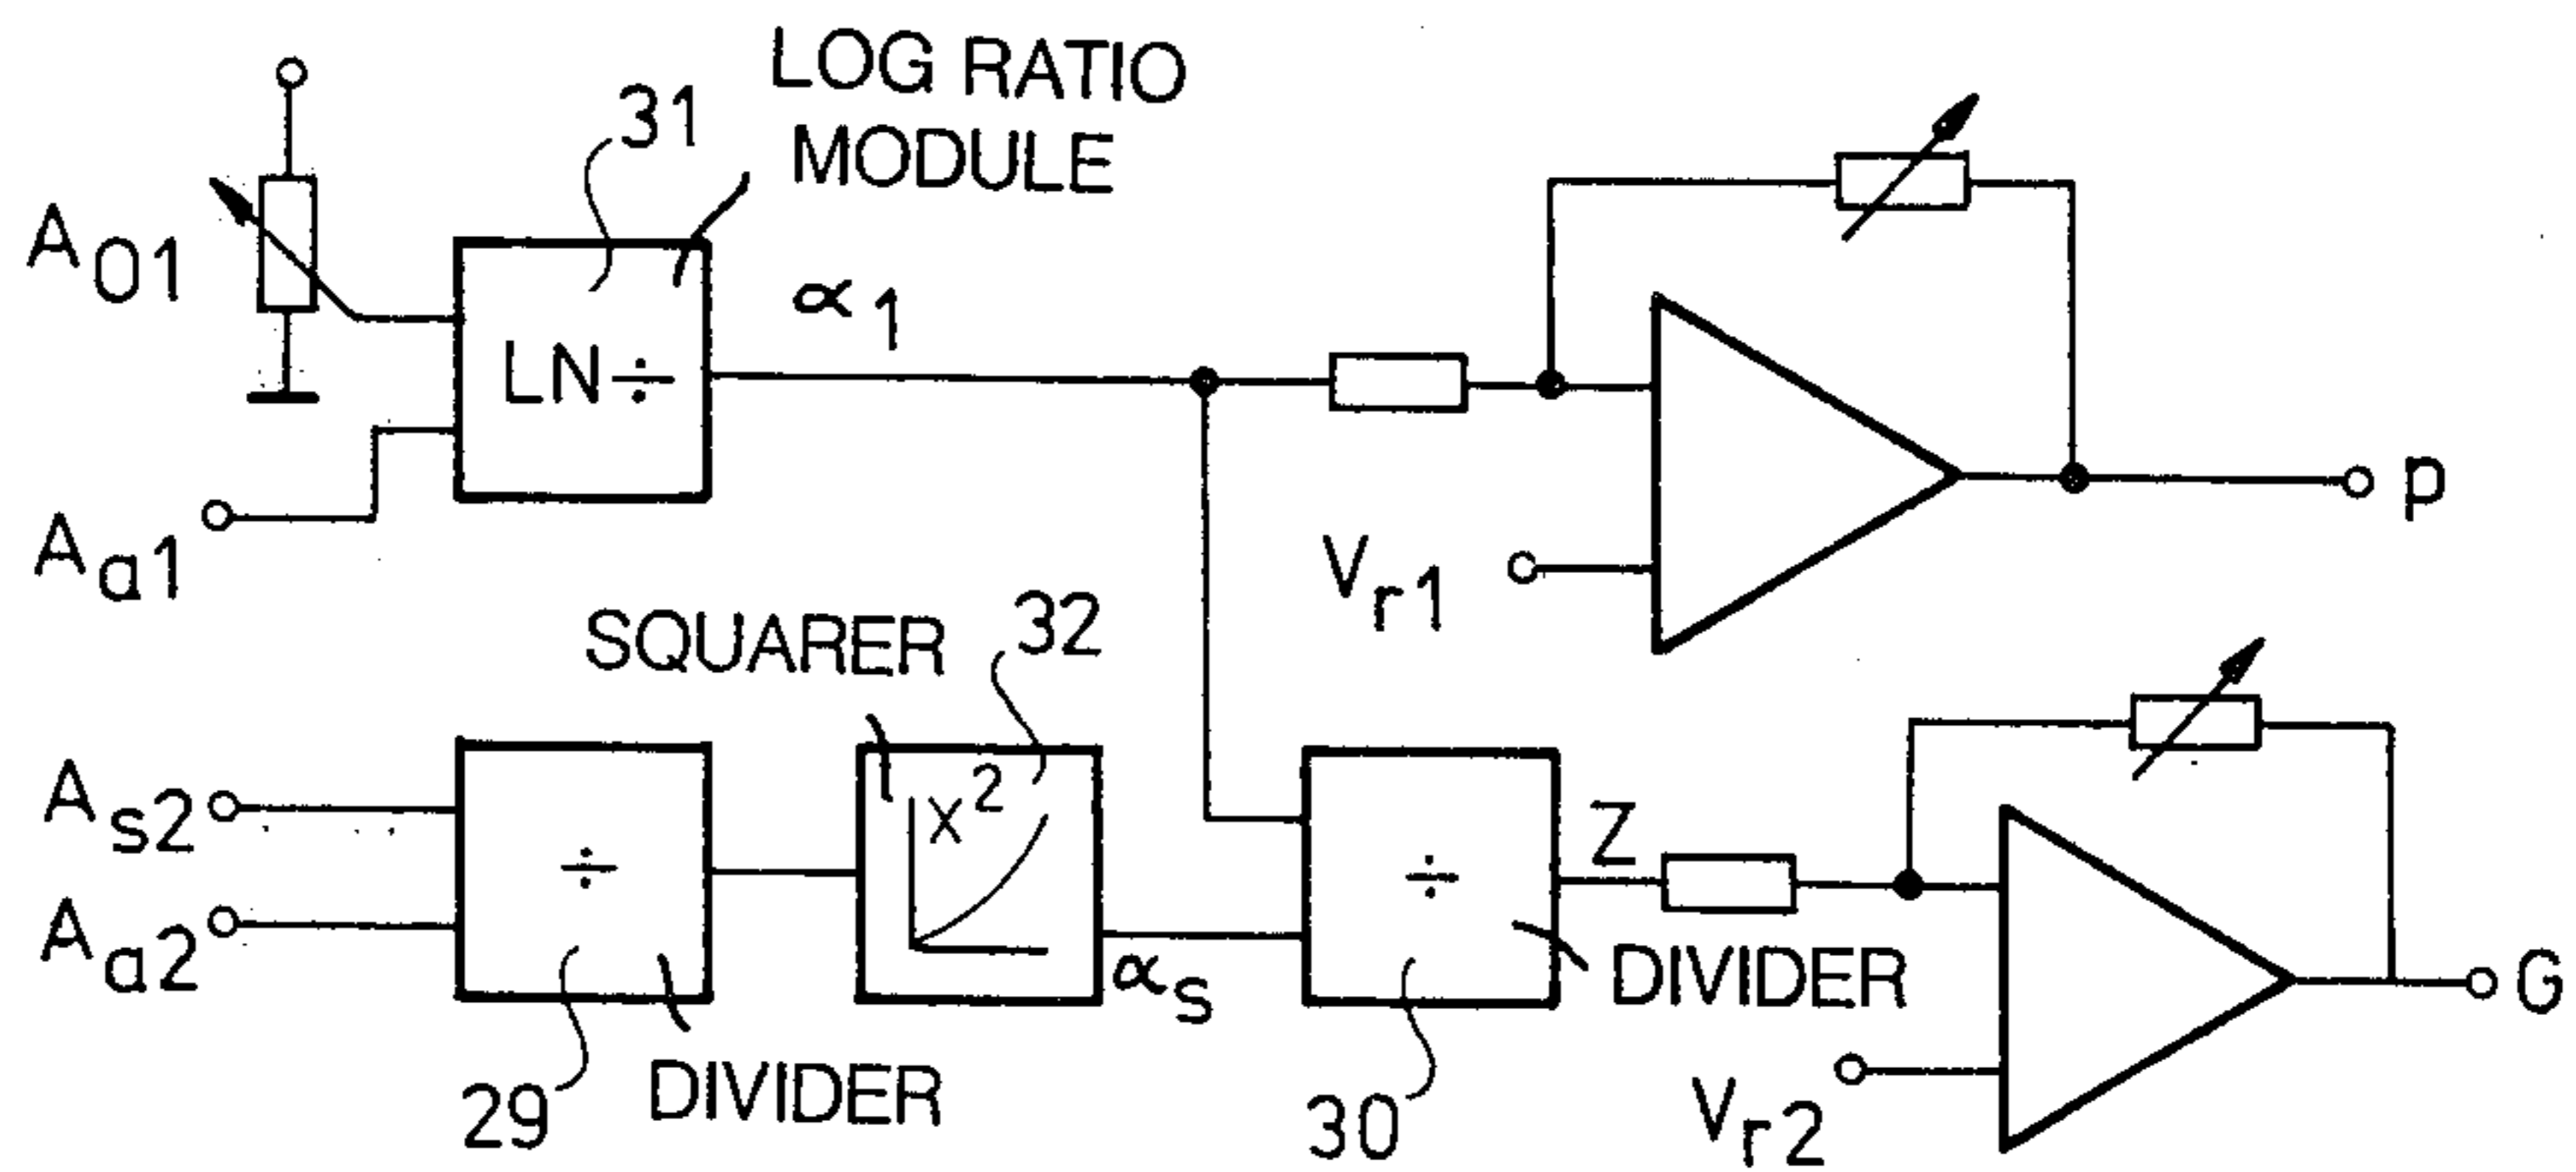 LOG RATIO
MODULE
31
A01
LN÷
α1
Aa1
Vr1
p
SQUARER
32
As2
Aa2
÷
X²
αs
÷
Z
DIVIDER
G
29
DIVIDER
30
Vr2